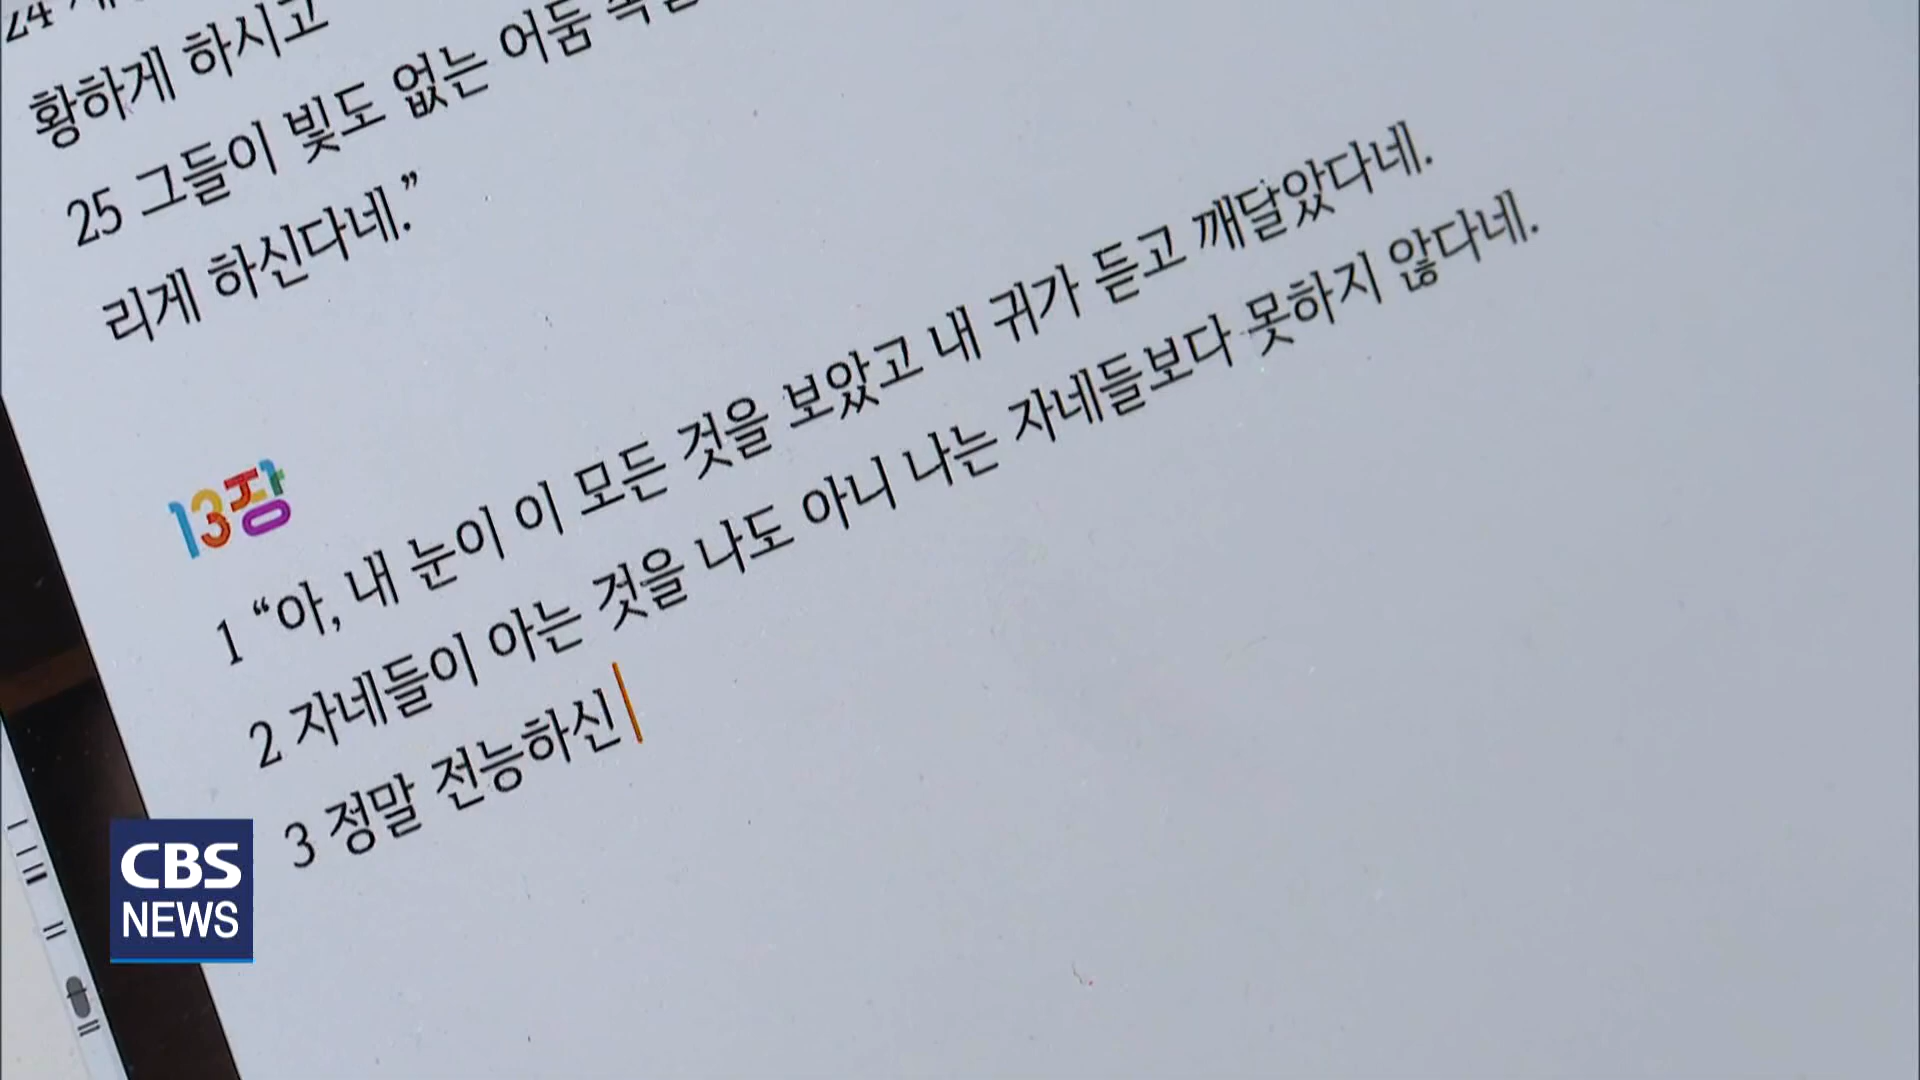 24
황하게 하시고
25 그들이 빛도 없는 어둠
리게 하신다네.”
13장
1 “아, 내 눈이 이 모든 것을 보았고 내 귀가 듣고 깨달았다네.
2 자네들이 아는 것을 나도 아니 나는 자네들보다 못하지 않다네.
3 정말 전능하신
CBS
NEWS